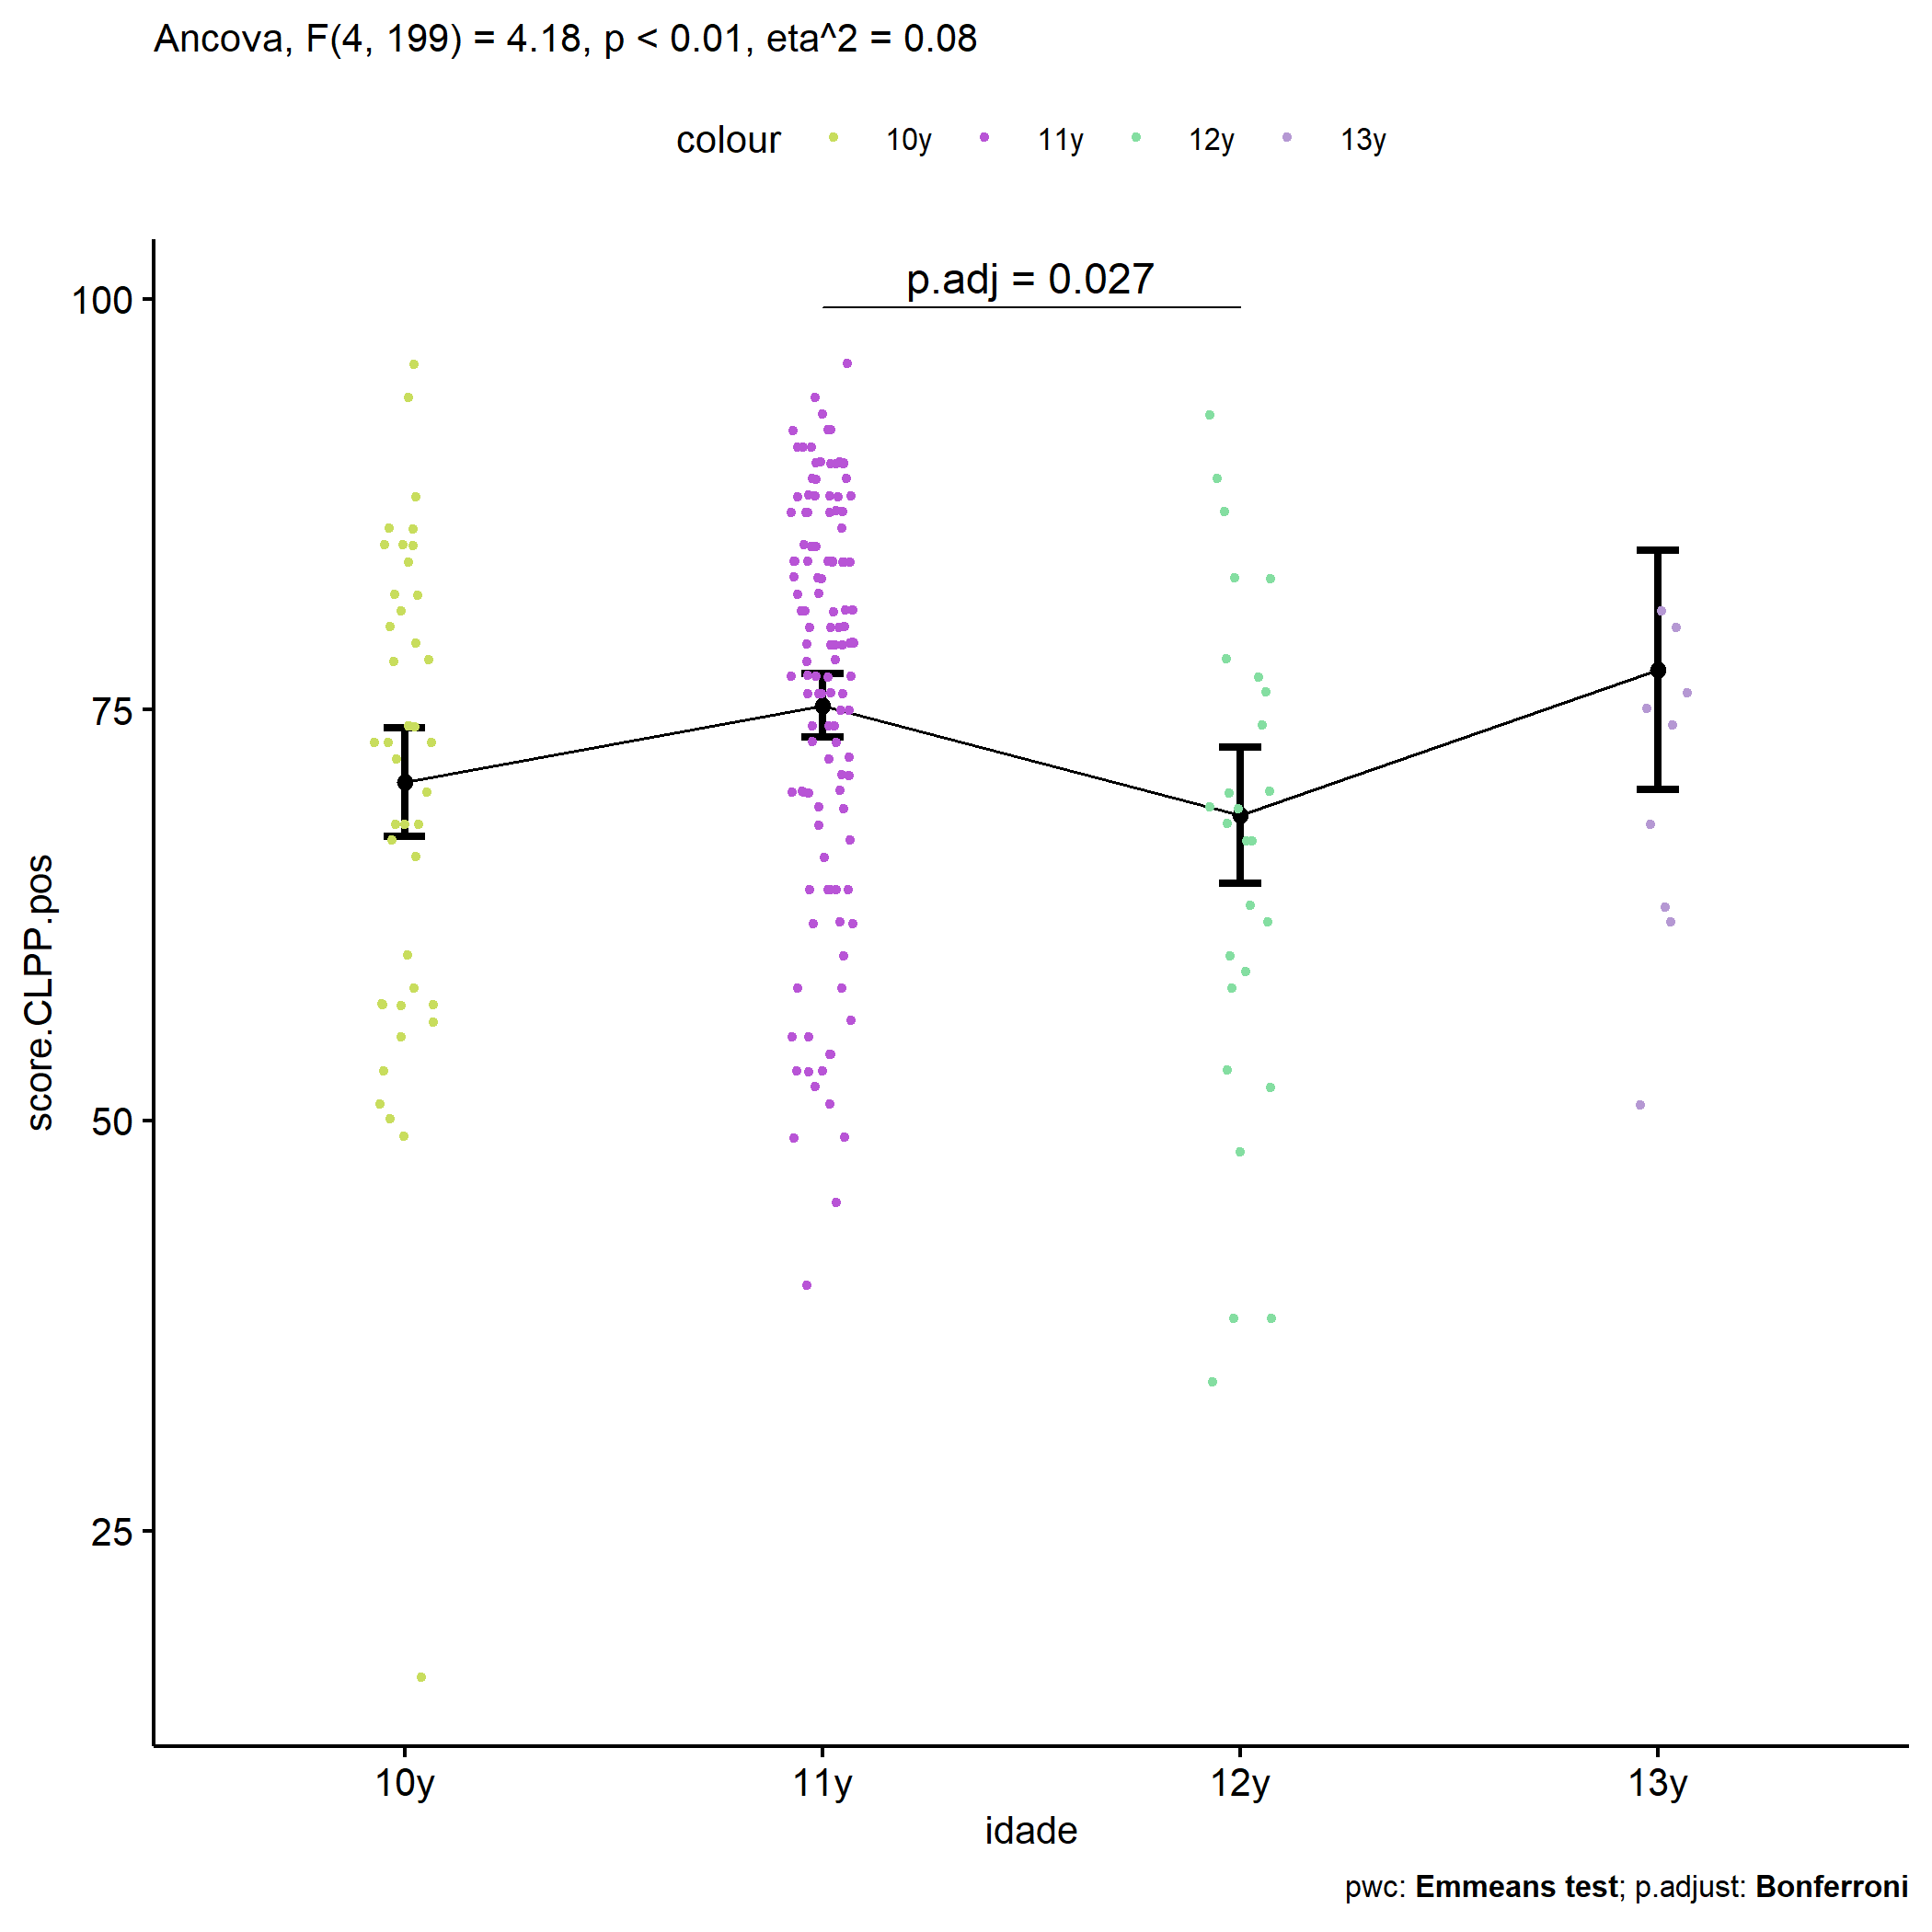 Ancova, F(4, 199) = 4.18, p < 0.01, eta^2 = 0.08
colour 10y 11y 12y 13y
p.adj = 0.027
100
75
50
25
score.CLPP.pos
10y 11y 12y 13y
idade
pwc: Emmeans test; p.adjust: Bonferroni